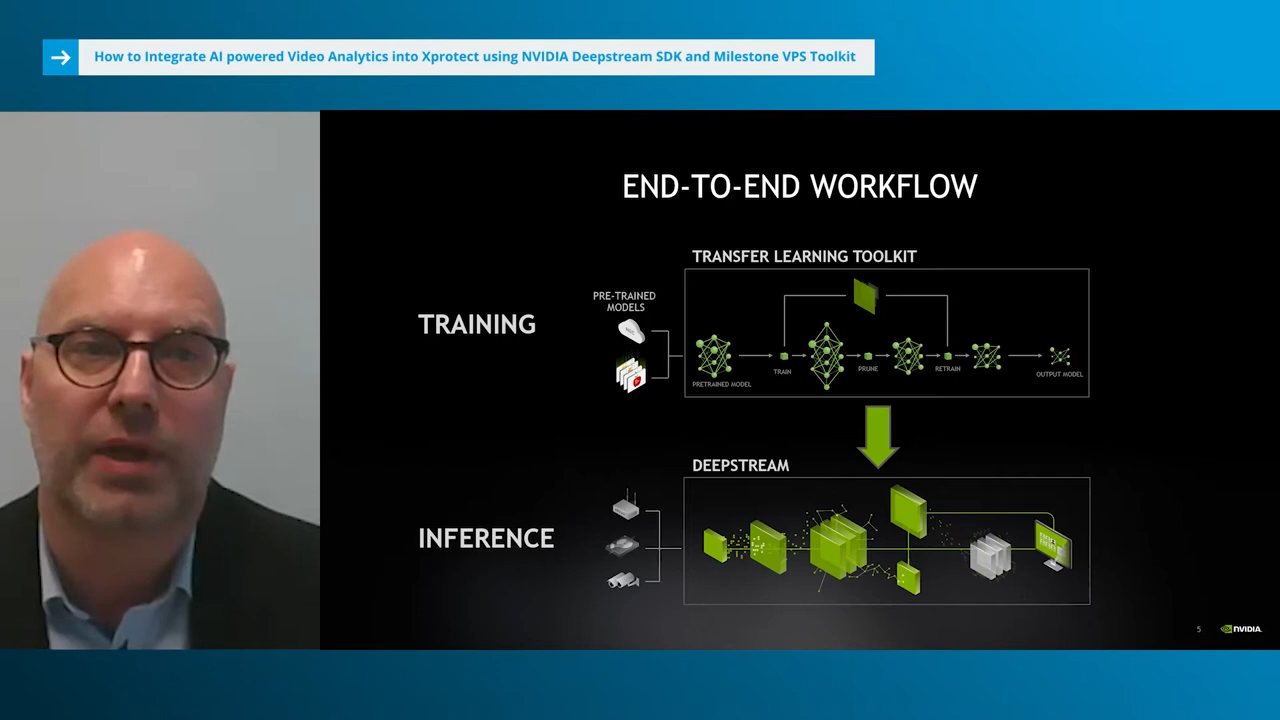 How to Integrate AI powered Video Analytics into Xprotect using NVIDIA Deepstream SDK and Milestone VPS Toolkit
END-TO-END WORKFLOW
TRANSFER LEARNING TOOLKIT
PRE-TRAINED
MODELS
TRAINING
PRETRAINED MODEL
TRAIN
PRUNE
RETRAIN
OUTPUT MODEL
DEEPSTREAM
INFERENCE
5
NVIDIA.